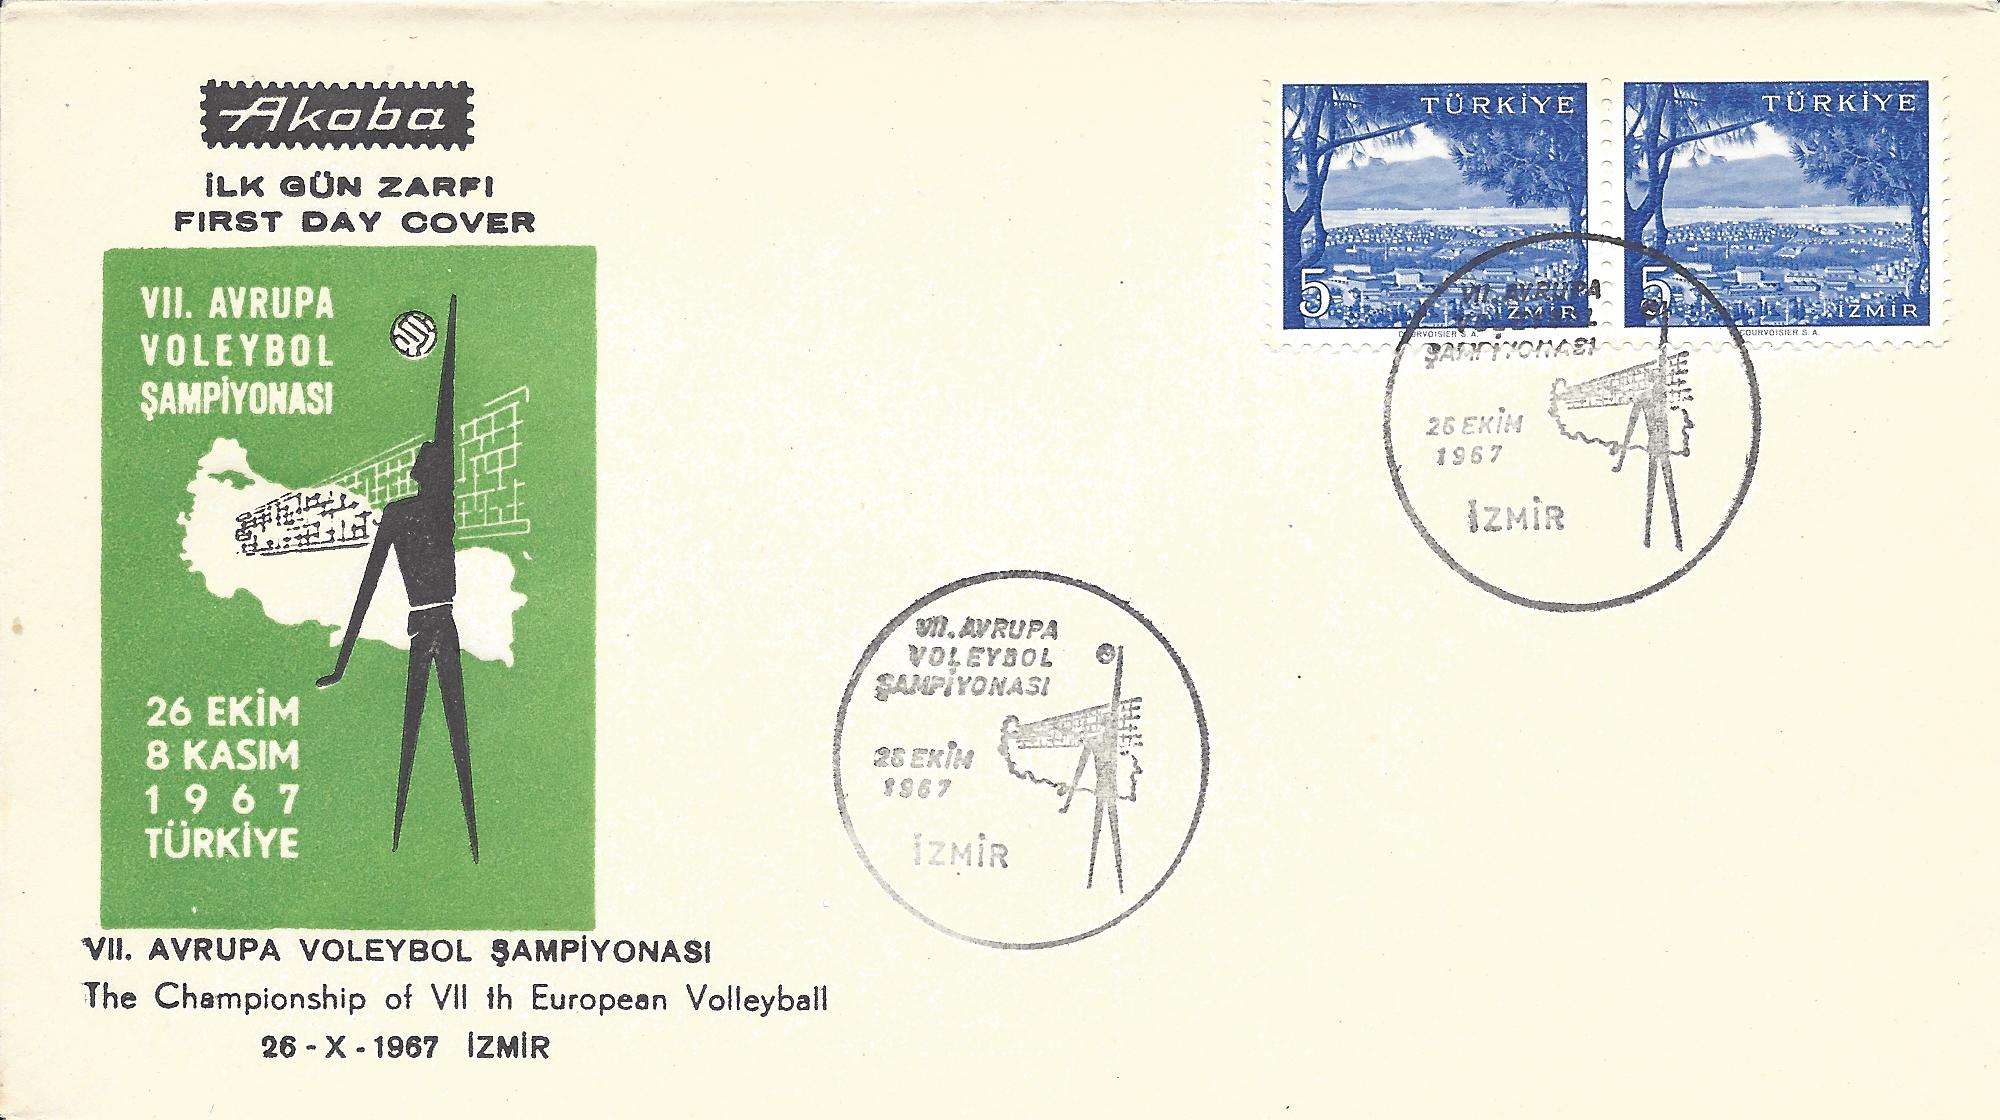 Akoba
İLK GÜN ZARFI
FIRST DAY COVER
VII. AVRUPA
VOLEYBOL
ŞAMPİYONASI
26 EKİM
8 KASIM
1967
TÜRKİYE
VII. AVRUPA VOLEYBOL ŞAMPİYONASI
The Championship of VII th European Volleyball
26-X-1967 İZMİR
TÜRKİYE
5
İZMİR
COURVOISIER S.A.
TÜRKİYE
5
İZMİR
COURVOISIER S.A.
VII. AVRUPA
VOLEYBOL
ŞAMPİYONASI
26 EKİM
1967
İZMİR
VII. AVRUPA
VOLEYBOL
ŞAMPİYONASI
26 EKİM
1967
İZMİR